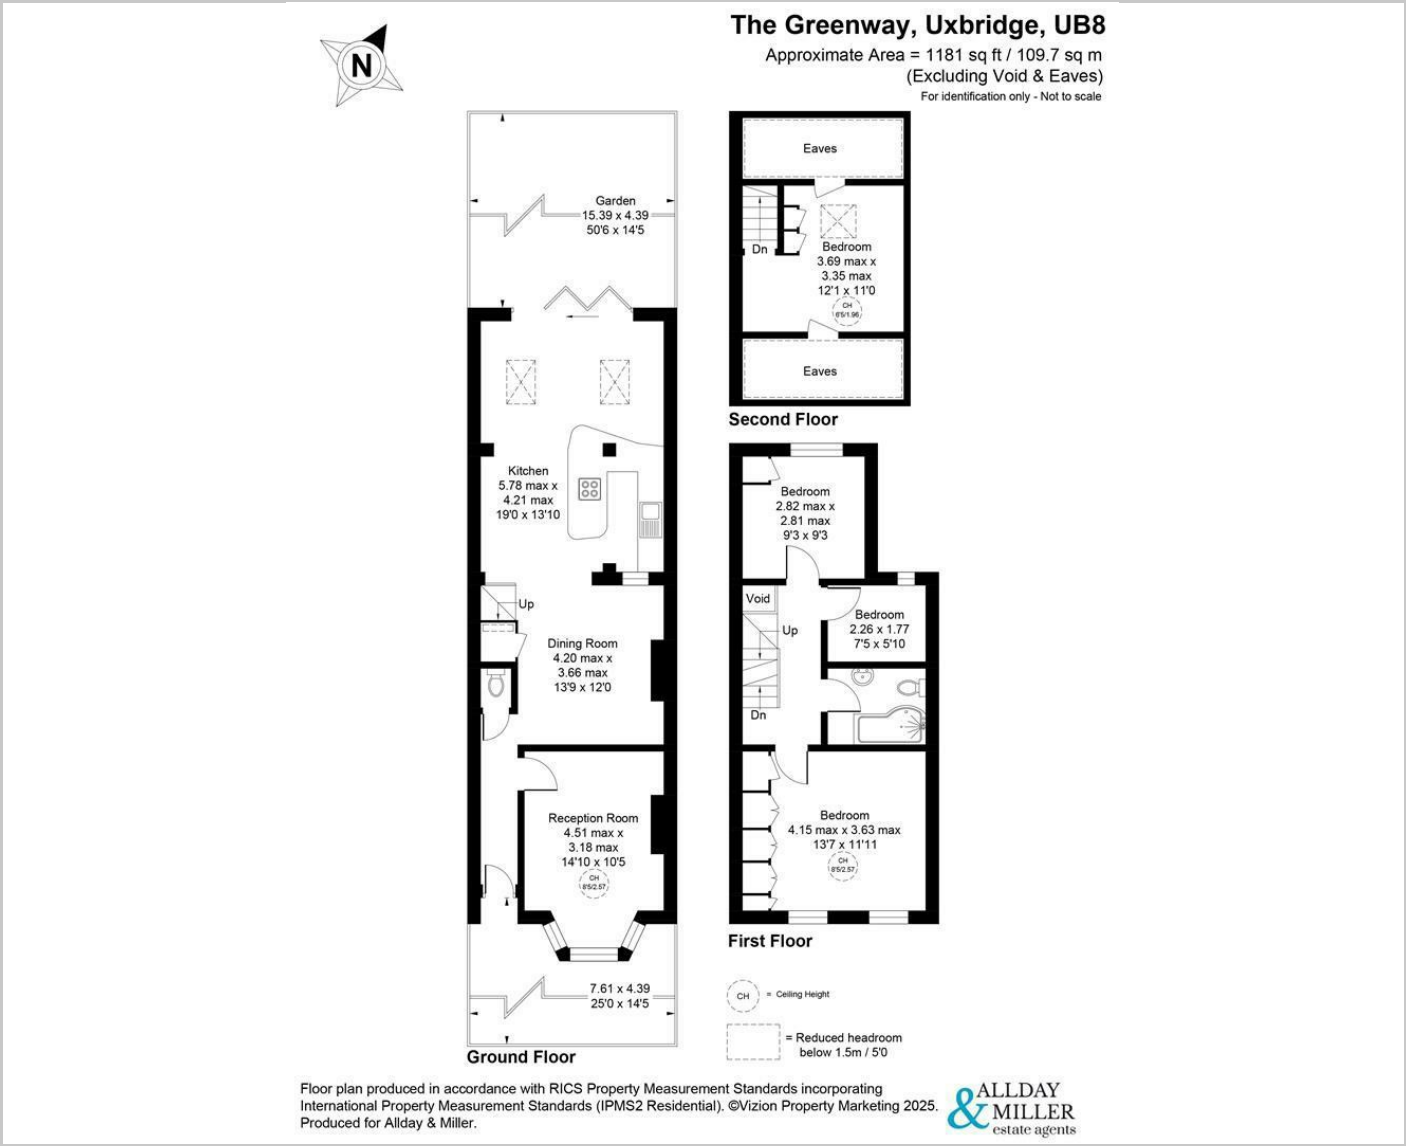 N
The Greenway, Uxbridge, UB8
Approximate Area = 1181 sq ft / 109.7 sq m
(Excluding Void & Eaves)
For identification only - Not to scale
Garden
15.39 x 4.39
50'6 x 14'5
Kitchen
5.78 max x
4.21 max
19'0 x 13'10
Up
Dining Room
4.20 max x
3.66 max
13'9 x 12'0
Reception Room
4.51 max x
3.18 max
14'10 x 10'5
CH
8'5/2.57
7.61 x 4.39
25'0 x 14'5
Ground Floor
Eaves
Dn
Bedroom
3.69 max x
3.35 max
12'1 x 11'0
CH
6'5/1.96
Eaves
Second Floor
Bedroom
2.82 max x
2.81 max
9'3 x 9'3
Void
Up
Bedroom
2.26 x 1.77
7'5 x 5'10
Dn
Bedroom
4.15 max x 3.63 max
13'7 x 11'11
CH
8'5/2.57
First Floor
CH = Ceiling Height
= Reduced headroom
below 1.5m / 5'0
Floor plan produced in accordance with RICS Property Measurement Standards incorporating
International Property Measurement Standards (IPMS2 Residential). ©Vizion Property Marketing 2025.
Produced for Allday & Miller.
ALLDAY
& MILLER
estate agents